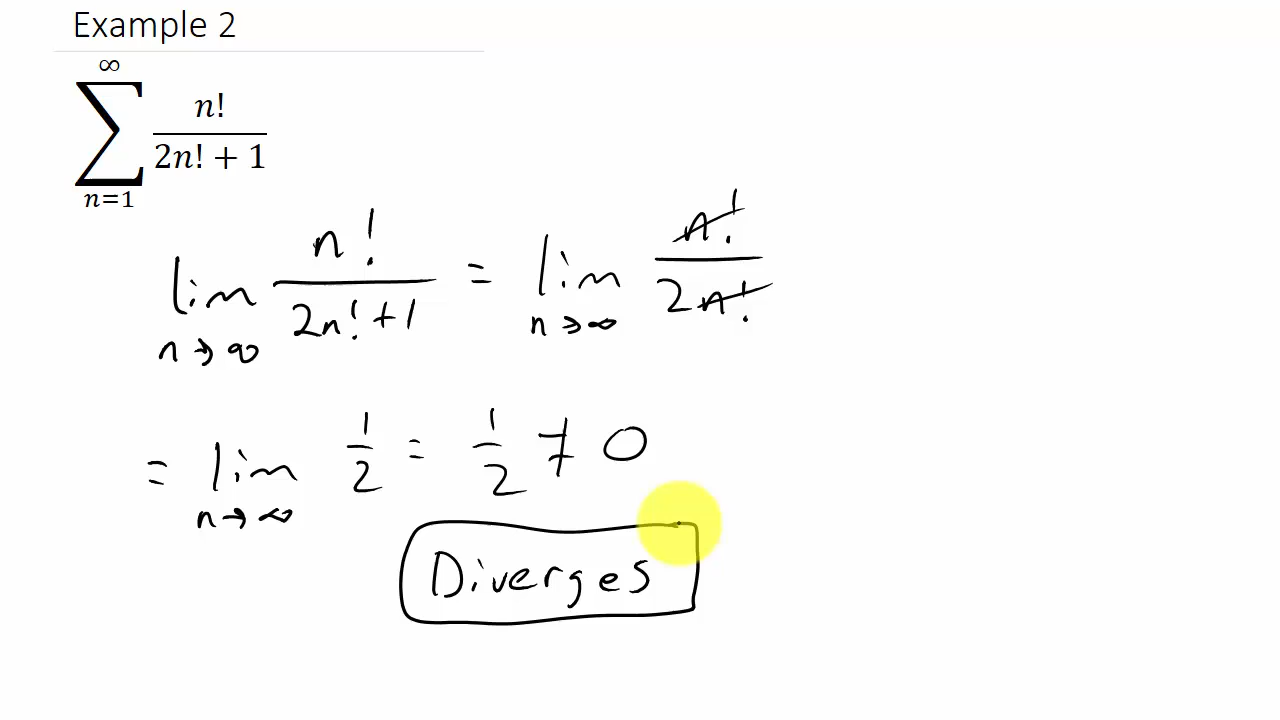 Example 2
∞
∑ n! / (2n! + 1)
n=1
lim n→∞ n! / (2n! + 1) = lim n→∞ n! / (2n!)
= lim n→∞ 1/2 = 1/2 ≠ 0
Diverges